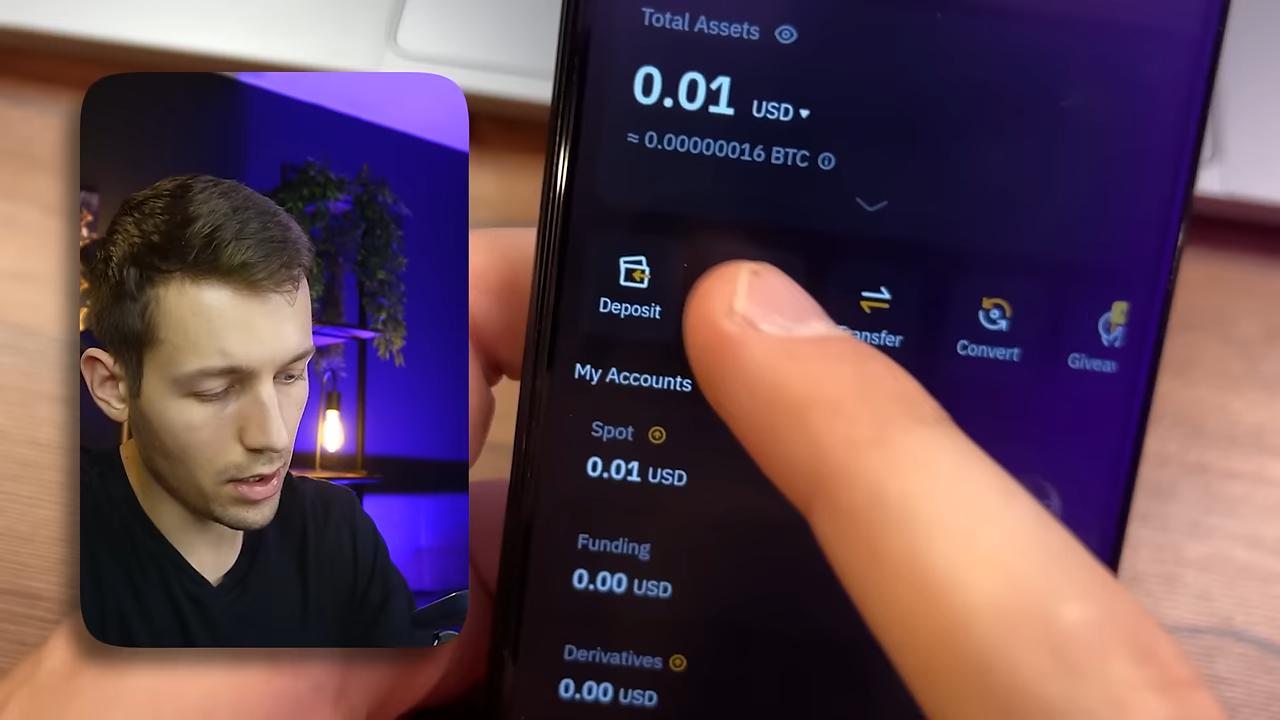 Total Assets
0.01 USD
≈ 0.00000016 BTC
Deposit
Convert
My Accounts
Spot
0.01 USD
Funding
0.00 USD
Derivatives
0.00 USD